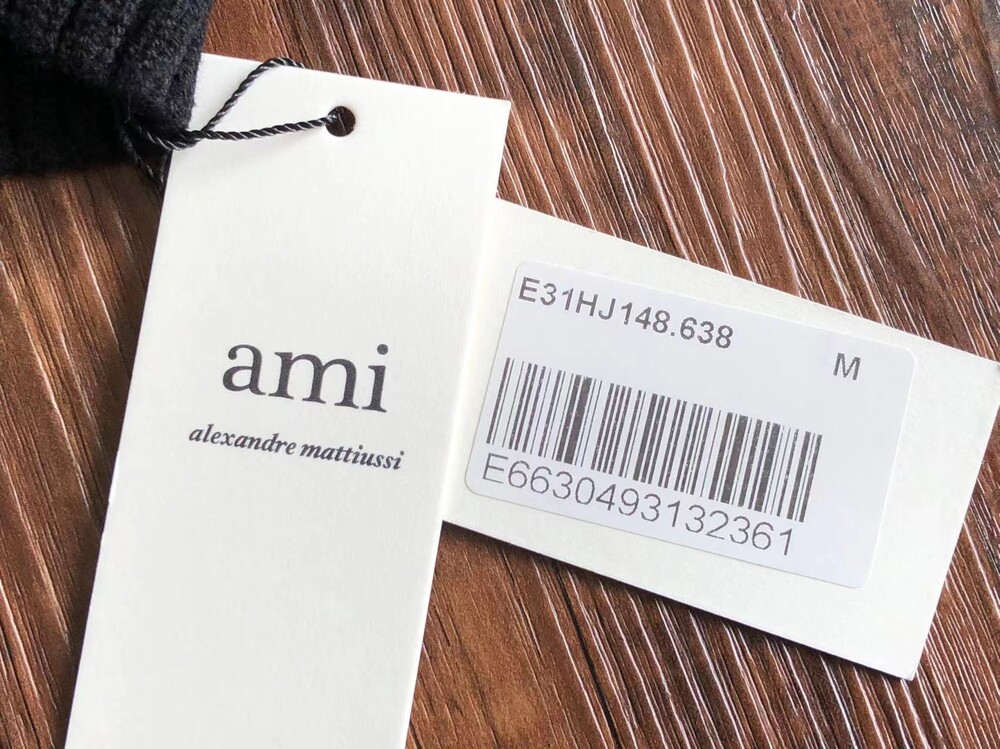 ami
alexandre mattiussi
E31HJ148.638
M
E6630493132361